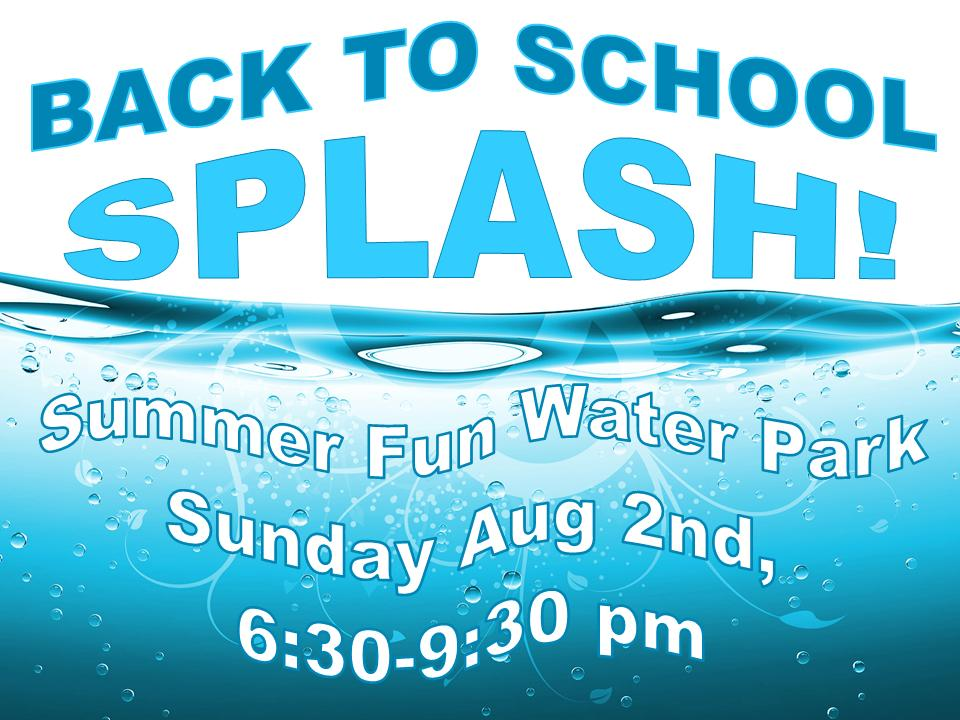 BACK TO SCHOOL
SPLASH!
Summer Fun Water Park
Sunday Aug 2nd,
6:30-9:30 pm